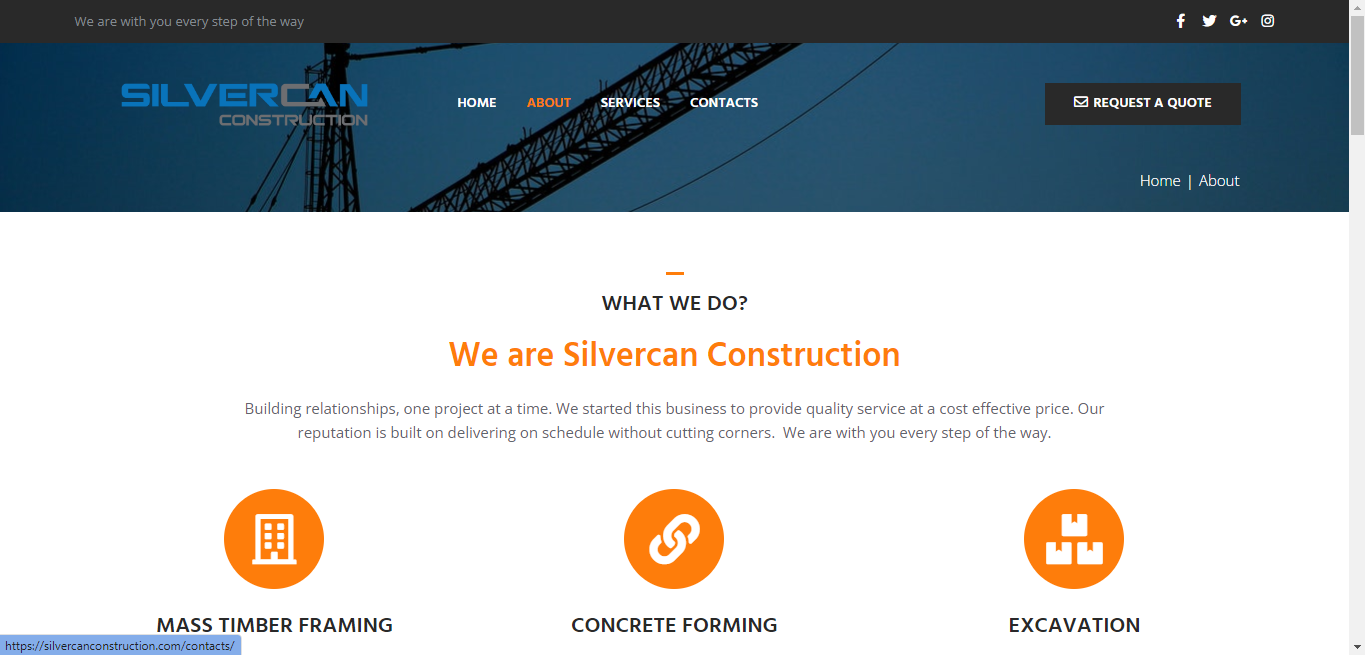 We are with you every step of the way
SILVERCAN
CONSTRUCTION
HOME
ABOUT
SERVICES
CONTACTS
REQUEST A QUOTE
Home | About
WHAT WE DO?
We are Silvercan Construction
Building relationships, one project at a time. We started this business to provide quality service at a cost effective price. Our
reputation is built on delivering on schedule without cutting corners.  We are with you every step of the way.
MASS TIMBER FRAMING
CONCRETE FORMING
EXCAVATION
https://silvercanconstruction.com/contacts/